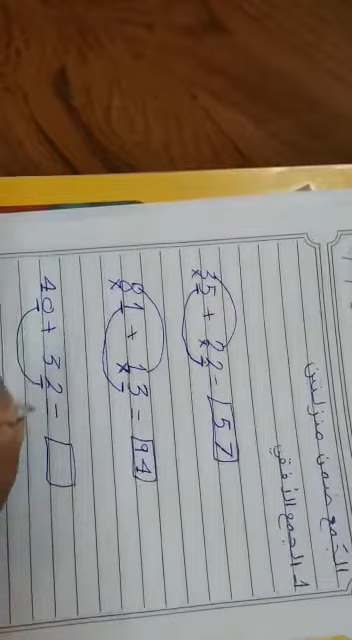 الجمع ضمن منزلتين
1- الجمع الأفقي
35 + 22 = 57
81 + 13 = 94
40 + 32 =